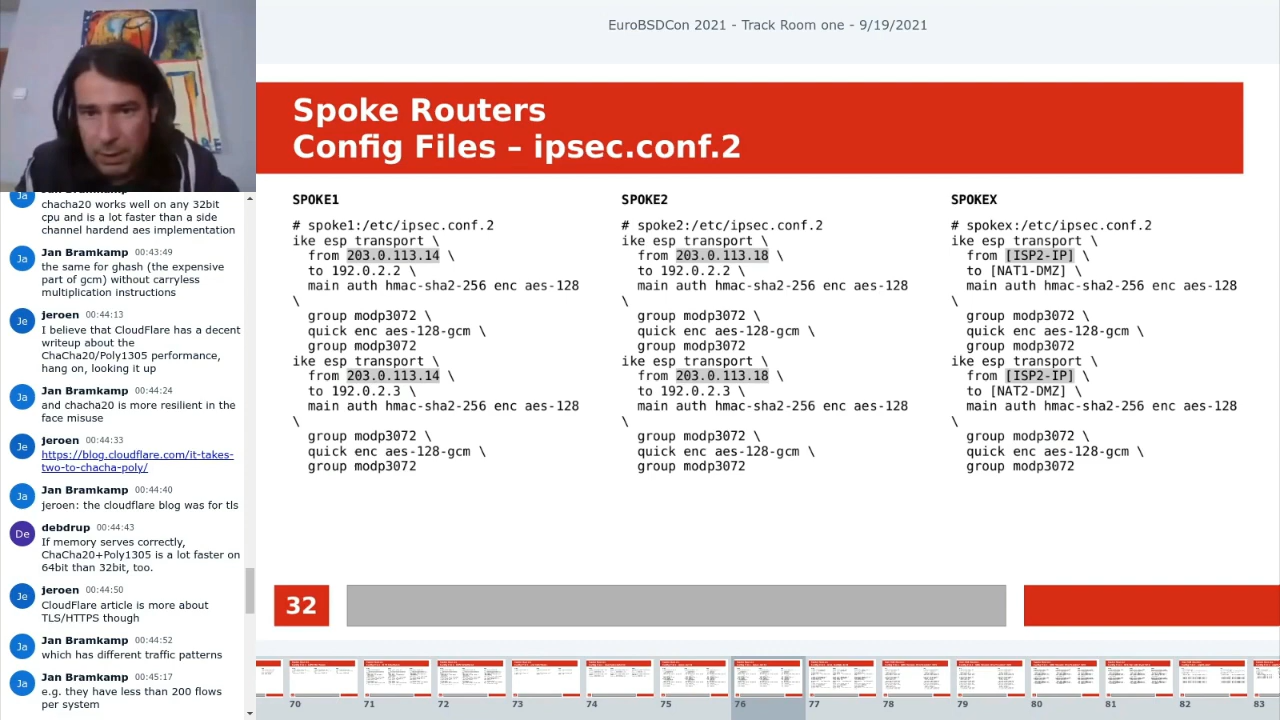 EuroBSDCon 2021 - Track Room one - 9/19/2021
Jan Bramkamp
chacha20 works well on any 32bit
cpu and is a lot faster than a side
channel hardend aes implementation
Jan Bramkamp 00:43:49
the same for ghash (the expensive
part of gcm) without carryless
multiplication instructions
jeroen 00:44:13
I believe that CloudFlare has a decent
writeup about the
ChaCha20/Poly1305 performance,
hang on, looking it up
Jan Bramkamp 00:44:24
and chacha20 is more resilient in the
face misuse
jeroen 00:44:33
https://blog.cloudflare.com/it-takes-
two-to-chacha-poly/
Jan Bramkamp 00:44:40
jeroen: the cloudflare blog was for tls
debdrup 00:44:43
If memory serves correctly,
ChaCha20+Poly1305 is a lot faster on
64bit than 32bit, too.
jeroen 00:44:50
CloudFlare article is more about
TLS/HTTPS though
Jan Bramkamp 00:44:52
which has different traffic patterns
Jan Bramkamp 00:45:17
e.g. they have less than 200 flows
per system
Ja
Ja
Je
Ja
Je
Ja
De
Je
Ja
Ja
Spoke Routers
Config Files – ipsec.conf.2
SPOKE1
# spoke1:/etc/ipsec.conf.2
ike esp transport \
from 203.0.113.14 \
to 192.0.2.2 \
main auth hmac-sha2-256 enc aes-128
\
group modp3072 \
quick enc aes-128-gcm \
group modp3072
ike esp transport \
from 203.0.113.14 \
to 192.0.2.3 \
main auth hmac-sha2-256 enc aes-128
\
group modp3072 \
quick enc aes-128-gcm \
group modp3072
SPOKE2
# spoke2:/etc/ipsec.conf.2
ike esp transport \
from 203.0.113.18 \
to 192.0.2.2 \
main auth hmac-sha2-256 enc aes-128
\
group modp3072 \
quick enc aes-128-gcm \
group modp3072
ike esp transport \
from 203.0.113.18 \
to 192.0.2.3 \
main auth hmac-sha2-256 enc aes-128
\
group modp3072 \
quick enc aes-128-gcm \
group modp3072
SPOKEX
# spokex:/etc/ipsec.conf.2
ike esp transport \
from [ISP2-IP] \
to [NAT1-DMZ] \
main auth hmac-sha2-256 enc aes-128
\
group modp3072 \
quick enc aes-128-gcm \
group modp3072
ike esp transport \
from [ISP2-IP] \
to [NAT2-DMZ] \
main auth hmac-sha2-256 enc aes-128
\
group modp3072 \
quick enc aes-128-gcm \
group modp3072
32
70 71 72 73 74 75 76 77 78 79 80 81 82 83